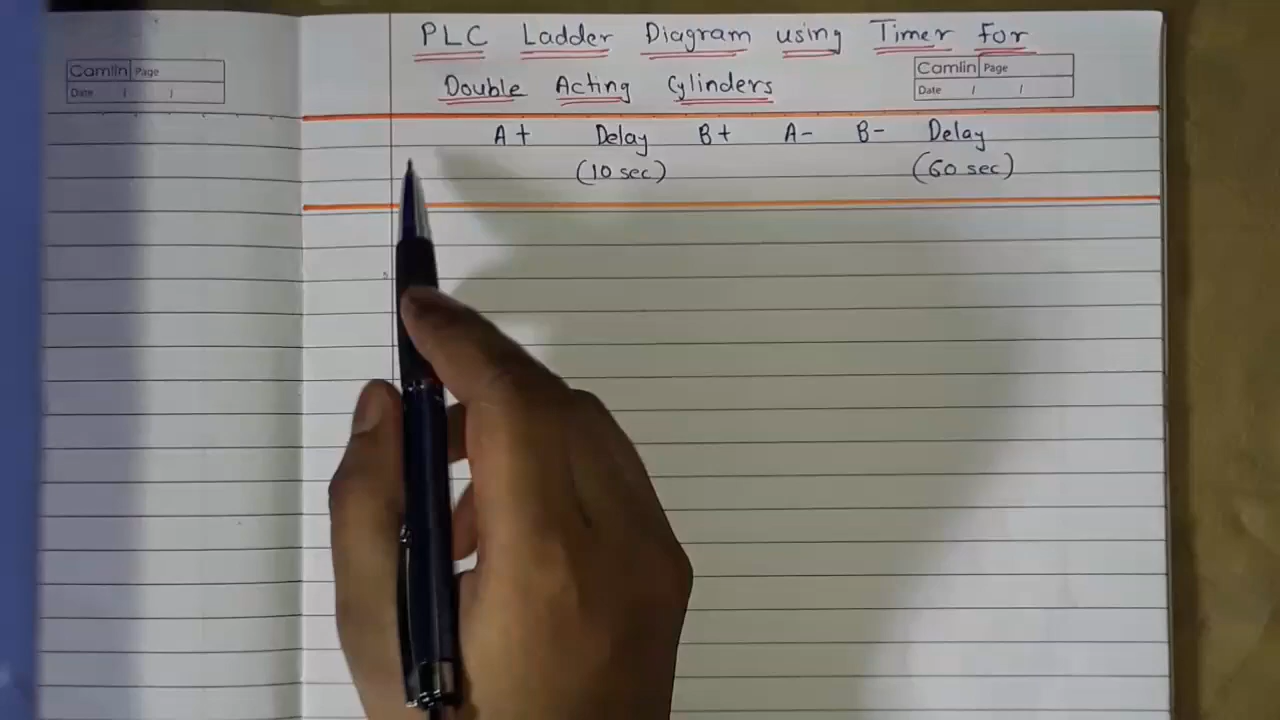 PLC Ladder Diagram using Timer For
Double Acting Cylinders
Camlin Page
Date / /
Camlin Page
Date / /
A+ Delay B+ A- B- Delay
(10 sec) (60 sec)